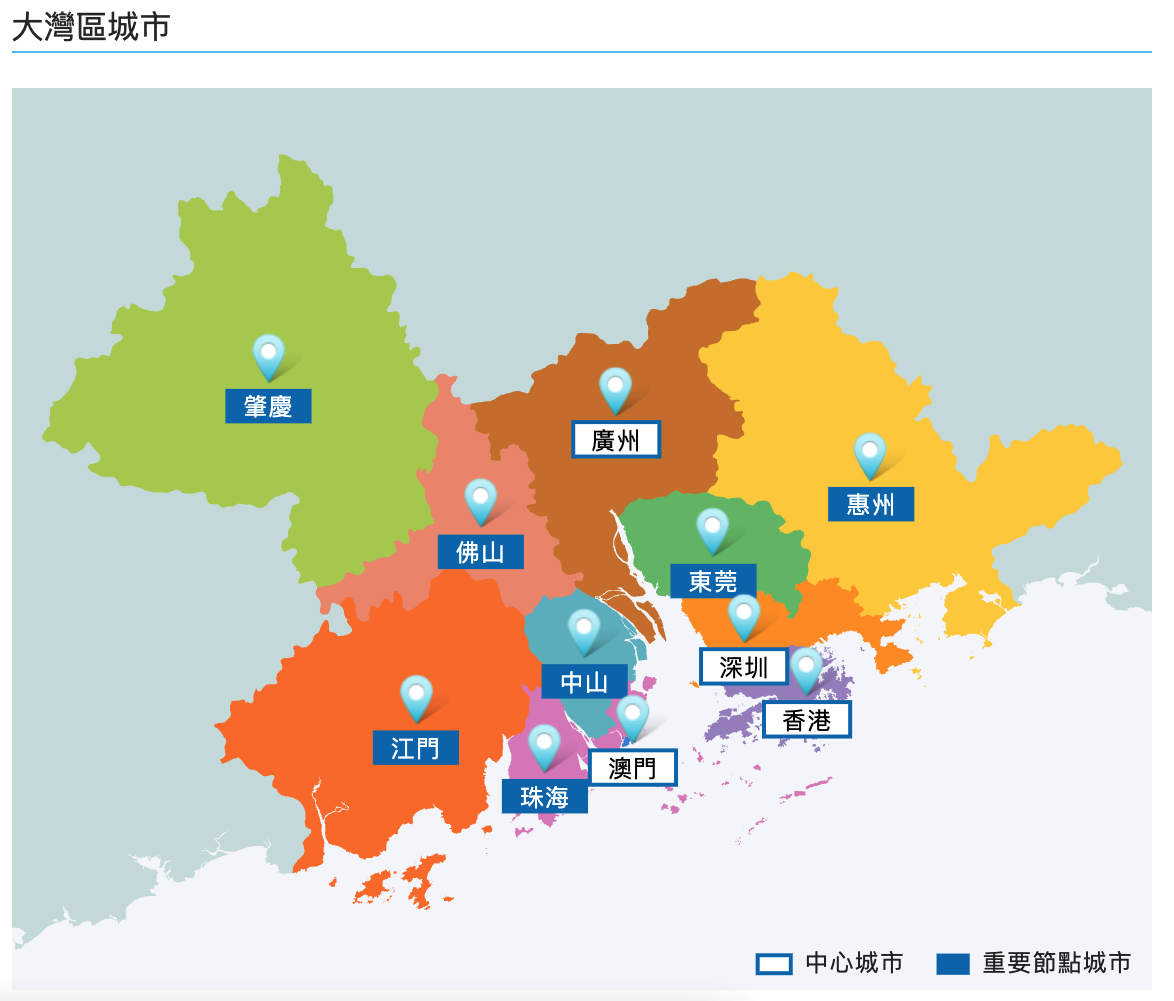 大灣區城市
肇慶
廣州
惠州
佛山
東莞
深圳
中山
香港
江門
澳門
珠海
中心城市
重要節點城市